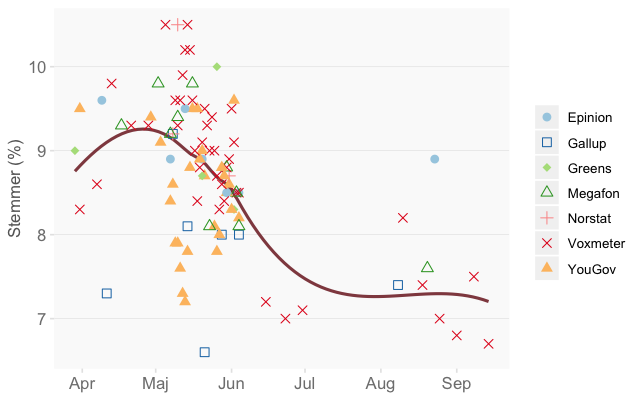 Stemmer (%)
10
9
8
7
Apr
Maj
Jun
Jul
Aug
Sep
Epinion
Gallup
Greens
Megafon
Norstat
Voxmeter
YouGov